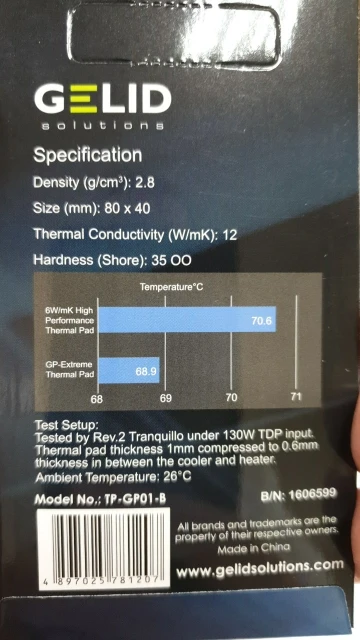 GELID
solutions
Specification
Density (g/cm³): 2.8
Size (mm): 80 x 40
Thermal Conductivity (W/mK): 12
Hardness (Shore): 35 OO
Temperature°C
6W/mK High
Performance
Thermal Pad
70.6
GP-Extreme
Thermal Pad
68.9
68 69 70 71
Test Setup:
Tested by Rev.2 Tranquillo under 130W TDP input.
Thermal pad thickness 1mm compressed to 0.6mm
thickness in between the cooler and heater.
Ambient Temperature: 26°C
Model No.: TP-GP01-B
B/N: 1606599
All brands and trademarks are the
property of their respective owners.
Made in China
www.gelidsolutions.com
4 897025 781207